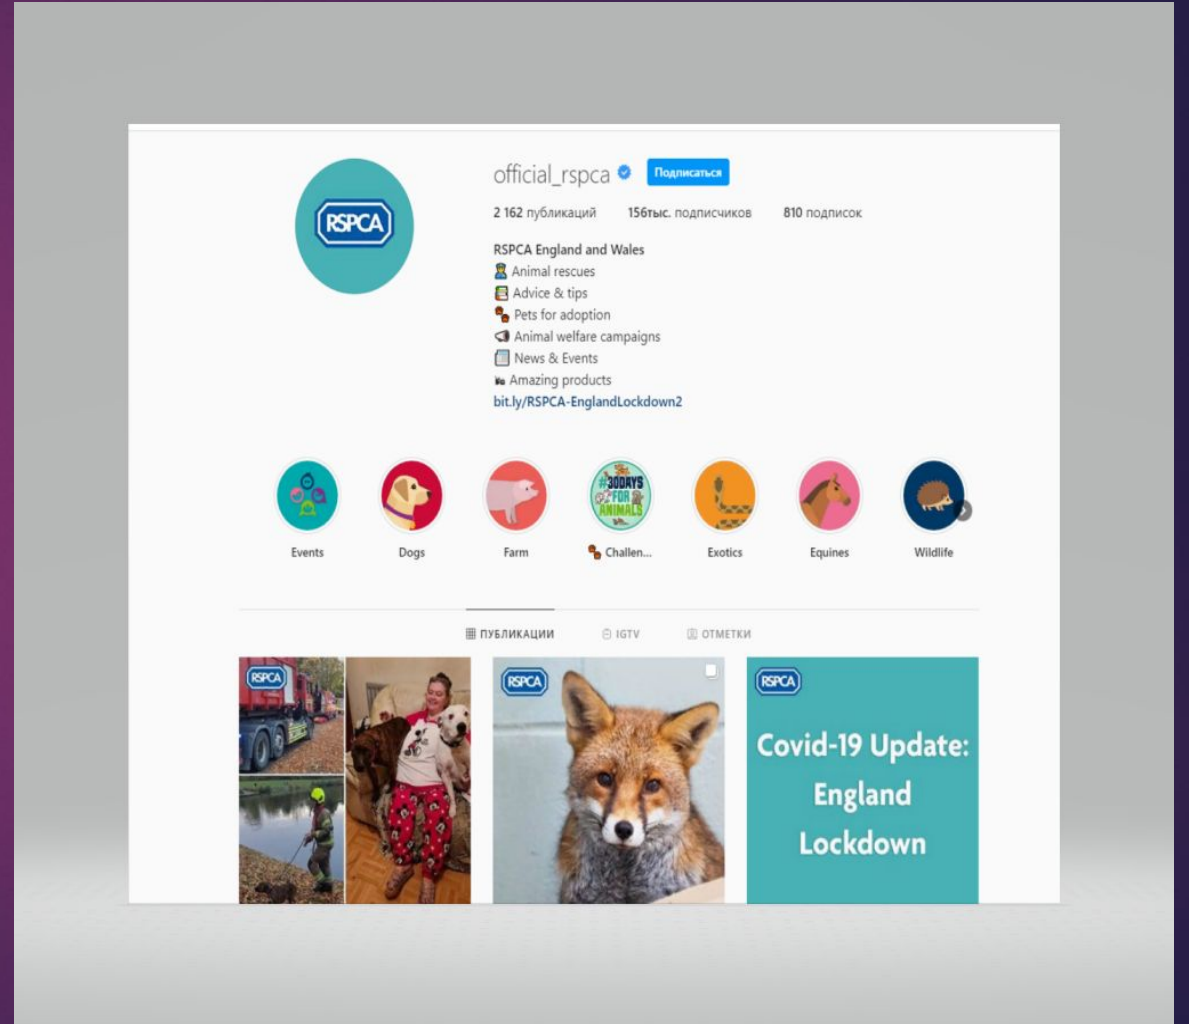 official_rspca Подписаться
2 162 публикаций 156тыс. подписчиков 810 подписок
RSPCA
RSPCA England and Wales
Animal rescues
Advice & tips
Pets for adoption
Animal welfare campaigns
News & Events
Amazing products
bit.ly/RSPCA-EnglandLockdown2
#30DAYS
FOR
ANIMALS
Events Dogs Farm Challen... Exotics Equines Wildlife
ПУБЛИКАЦИИ IGTV ОТМЕТКИ
RSPCA RSPCA RSPCA
Covid-19 Update:
England
Lockdown